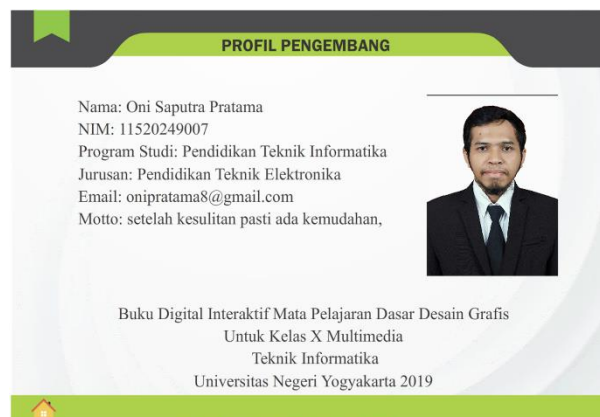 PROFIL PENGEMBANG
Nama: Oni Saputra Pratama
NIM: 11520249007
Program Studi: Pendidikan Teknik Informatika
Jurusan: Pendidikan Teknik Elektronika
Email: onipratama8@gmail.com
Motto: setelah kesulitan pasti ada kemudahan,
Buku Digital Interaktif Mata Pelajaran Dasar Desain Grafis
Untuk Kelas X Multimedia
Teknik Informatika
Universitas Negeri Yogyakarta 2019